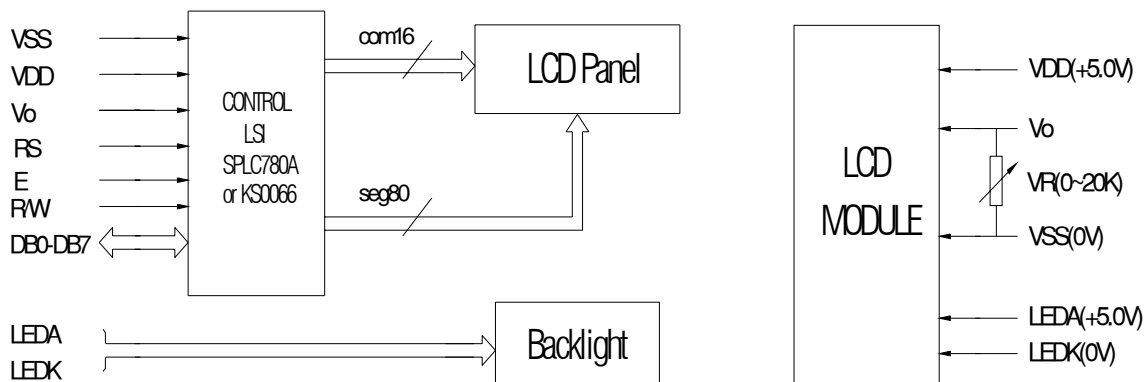 VSS
VDD
Vo
RS
E
R/W
DB0-DB7
LEDA
LEDK
CONTROL
LSI
SPLC780A
or KS0066
com16
seg80
LCD Panel
Backlight
LCD
MODULE
VDD(+5.0V)
Vo
VR(0~20K)
VSS(0V)
LEDA(+5.0V)
LEDK(0V)